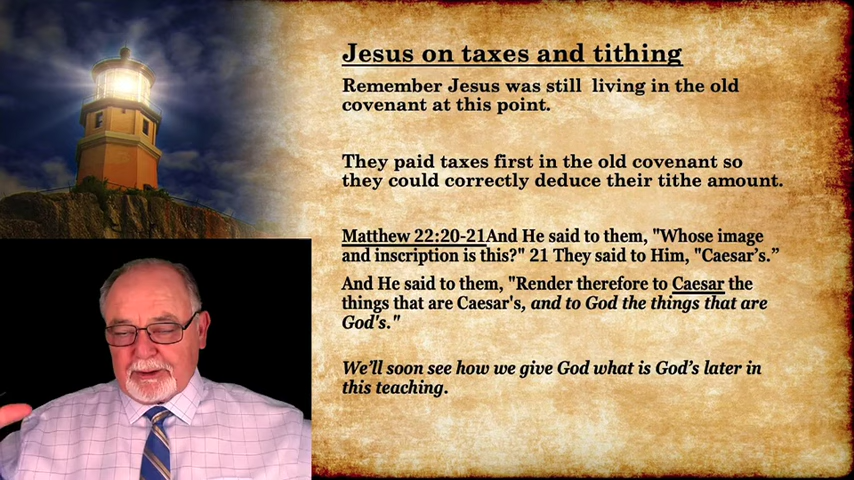 Jesus on taxes and tithing
Remember Jesus was still living in the old
covenant at this point.
They paid taxes first in the old covenant so
they could correctly deduce their tithe amount.
Matthew 22:20-21And He said to them, "Whose image
and inscription is this?" 21 They said to Him, "Caesar's."
And He said to them, "Render therefore to Caesar the
things that are Caesar's, and to God the things that are
God's."
We'll soon see how we give God what is God's later in
this teaching.